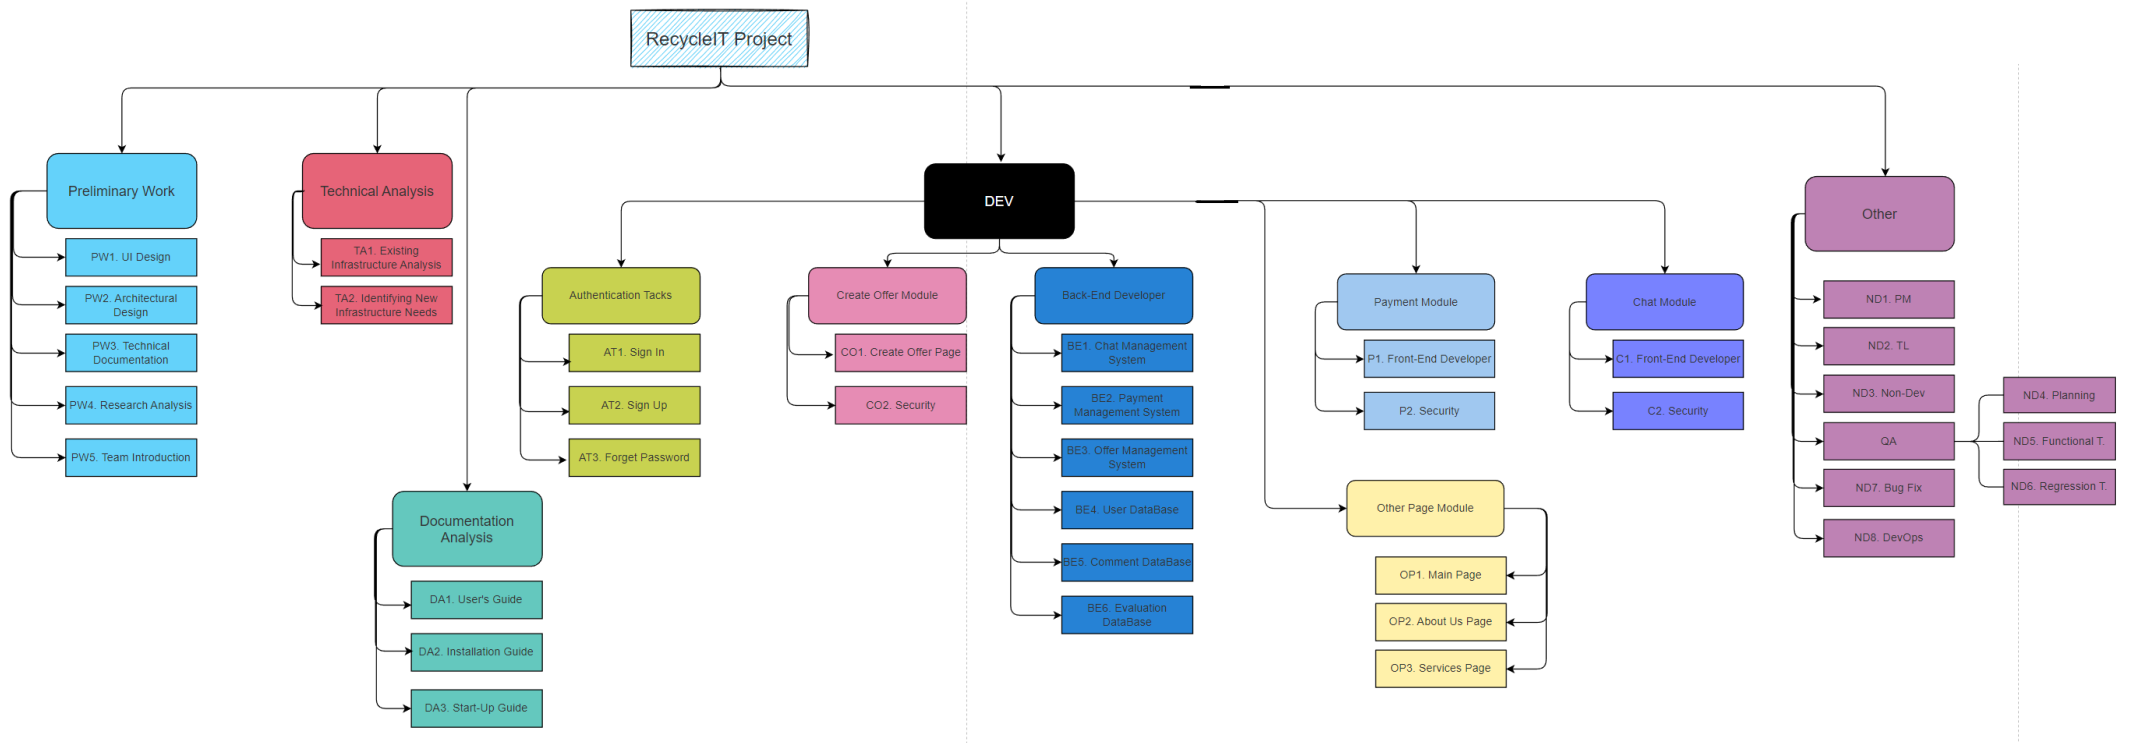 RecycleIT Project
Preliminary Work
PW1. UI Design
PW2. Architectural
Design
PW3. Technical
Documentation
PW4. Research Analysis
PW5. Team Introduction
Technical Analysis
TA1. Existing
Infrastructure Analysis
TA2. Identifying New
Infrastructure Needs
Documentation
Analysis
DA1. User's Guide
DA2. Installation Guide
DA3. Start-Up Guide
DEV
Authentication Tacks
AT1. Sign In
AT2. Sign Up
AT3. Forget Password
Create Offer Module
CO1. Create Offer Page
CO2. Security
Back-End Developer
BE1. Chat Management
System
BE2. Payment
Management System
BE3. Offer Management
System
BE4. User DataBase
BE5. Comment DataBase
BE6. Evaluation
DataBase
Payment Module
P1. Front-End Developer
P2. Security
Chat Module
C1. Front-End Developer
C2. Security
Other Page Module
OP1. Main Page
OP2. About Us Page
OP3. Services Page
Other
ND1. PM
ND2. TL
ND3. Non-Dev
QA
ND4. Planning
ND5. Functional T.
ND6. Regression T.
ND7. Bug Fix
ND8. DevOps